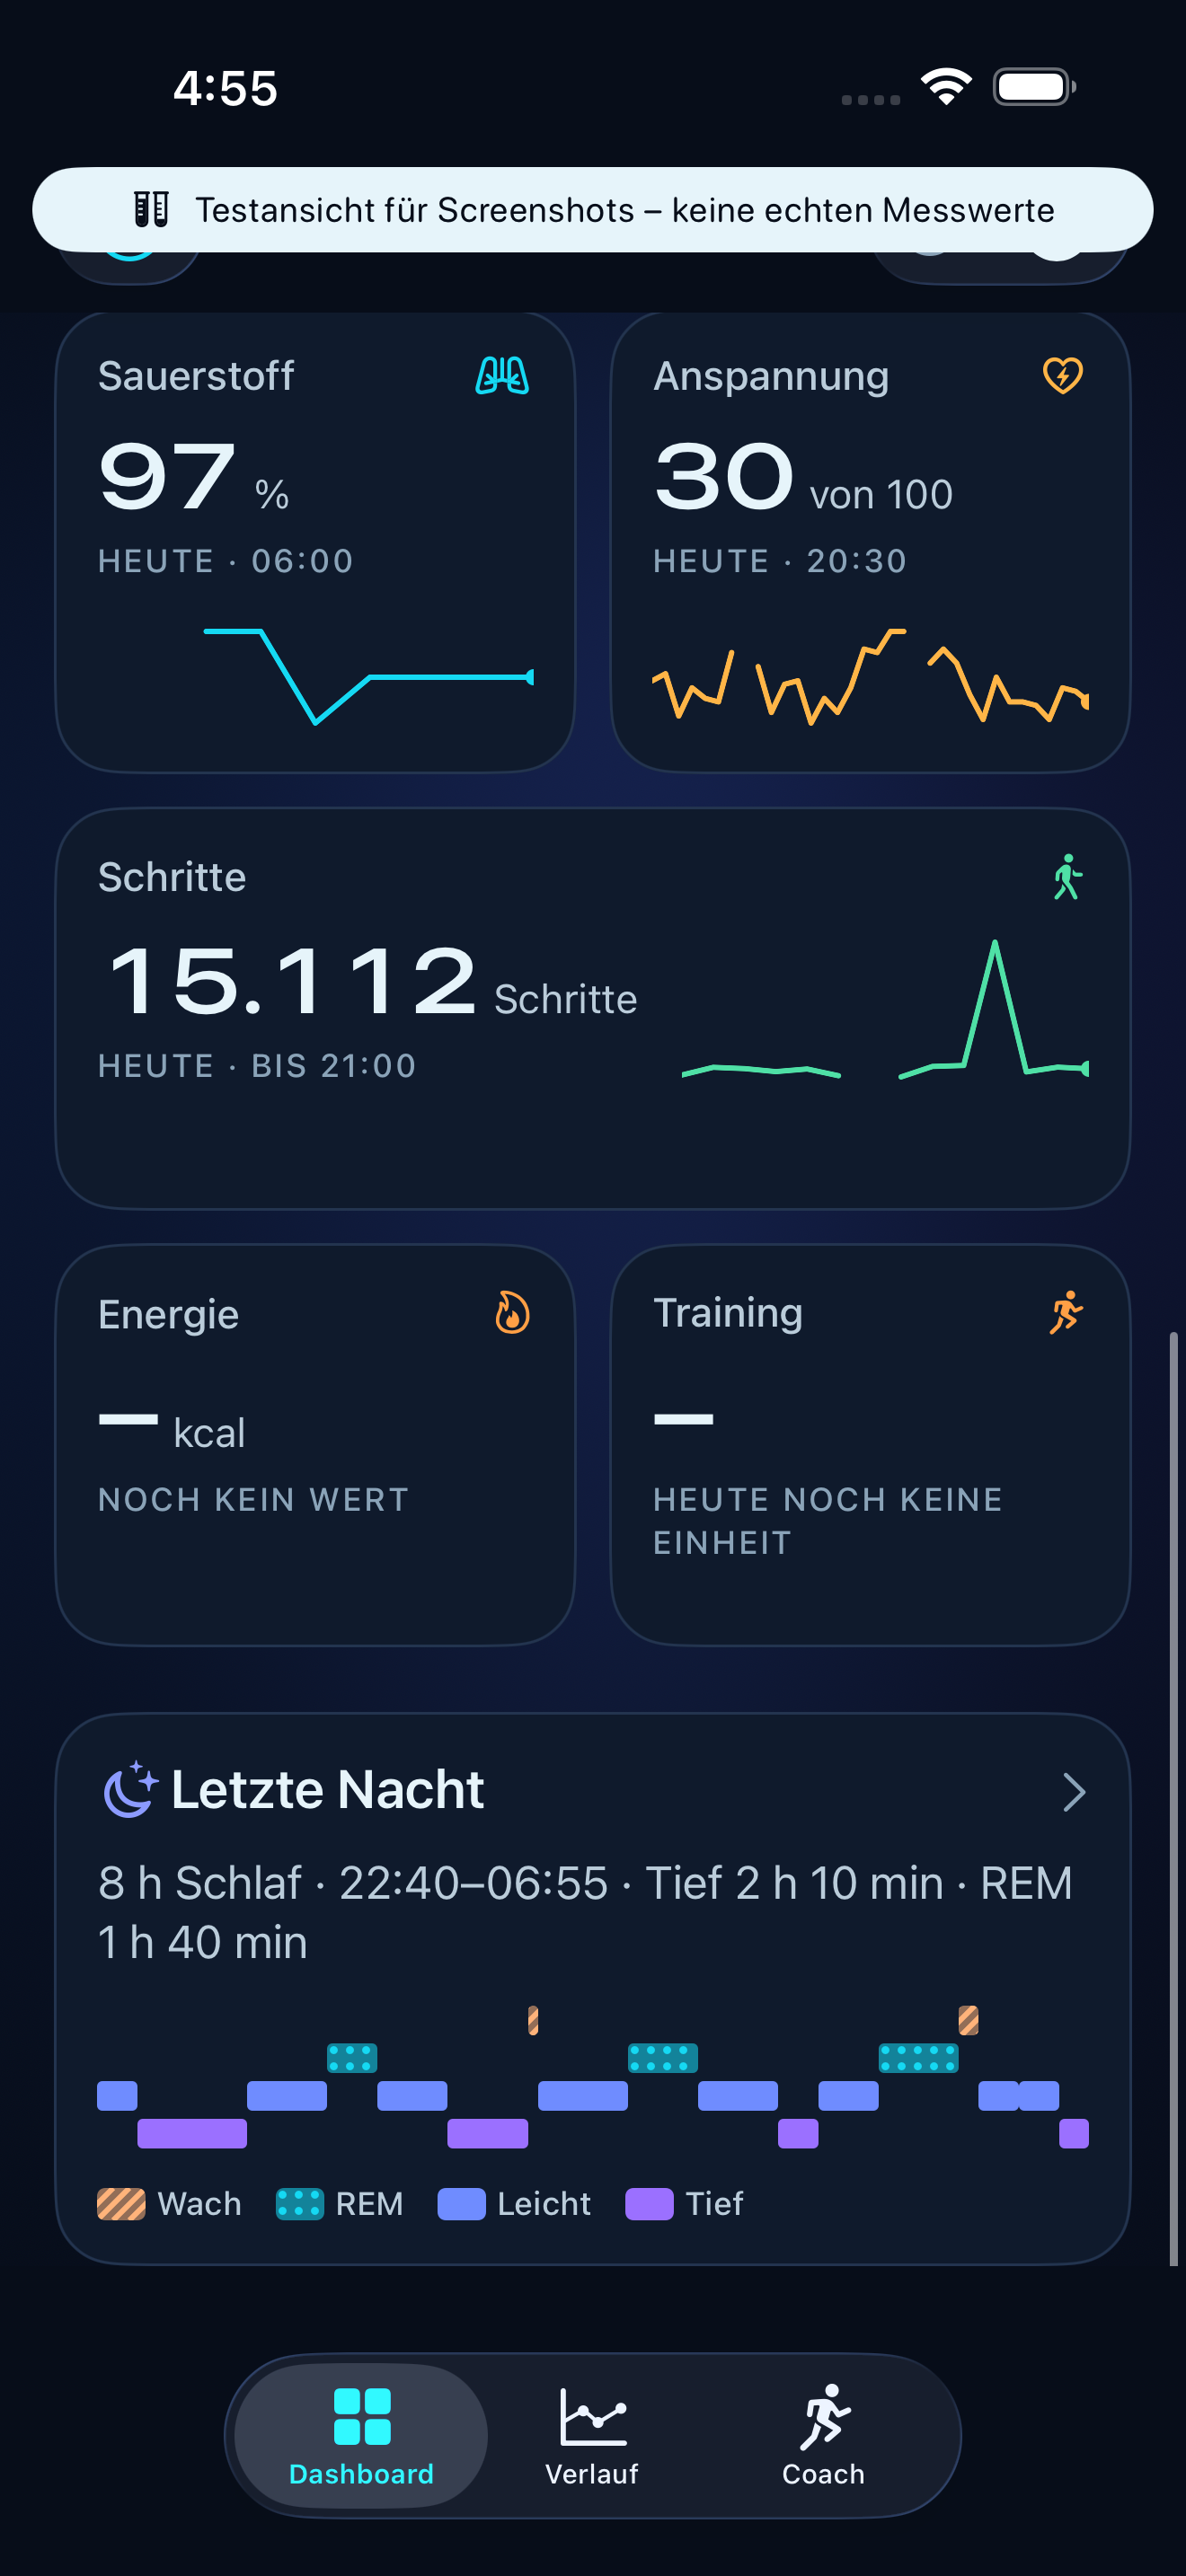 4:55
Testansicht für Screenshots – keine echten Messwerte
Sauerstoff
97 %
HEUTE · 06:00
Anspannung
30 von 100
HEUTE · 20:30
Schritte
15.112 Schritte
HEUTE · BIS 21:00
Energie
— kcal
NOCH KEIN WERT
Training
—
HEUTE NOCH KEINE
EINHEIT
Letzte Nacht
8 h Schlaf · 22:40–06:55 · Tief 2 h 10 min · REM
1 h 40 min
Wach REM Leicht Tief
Dashboard Verlauf Coach